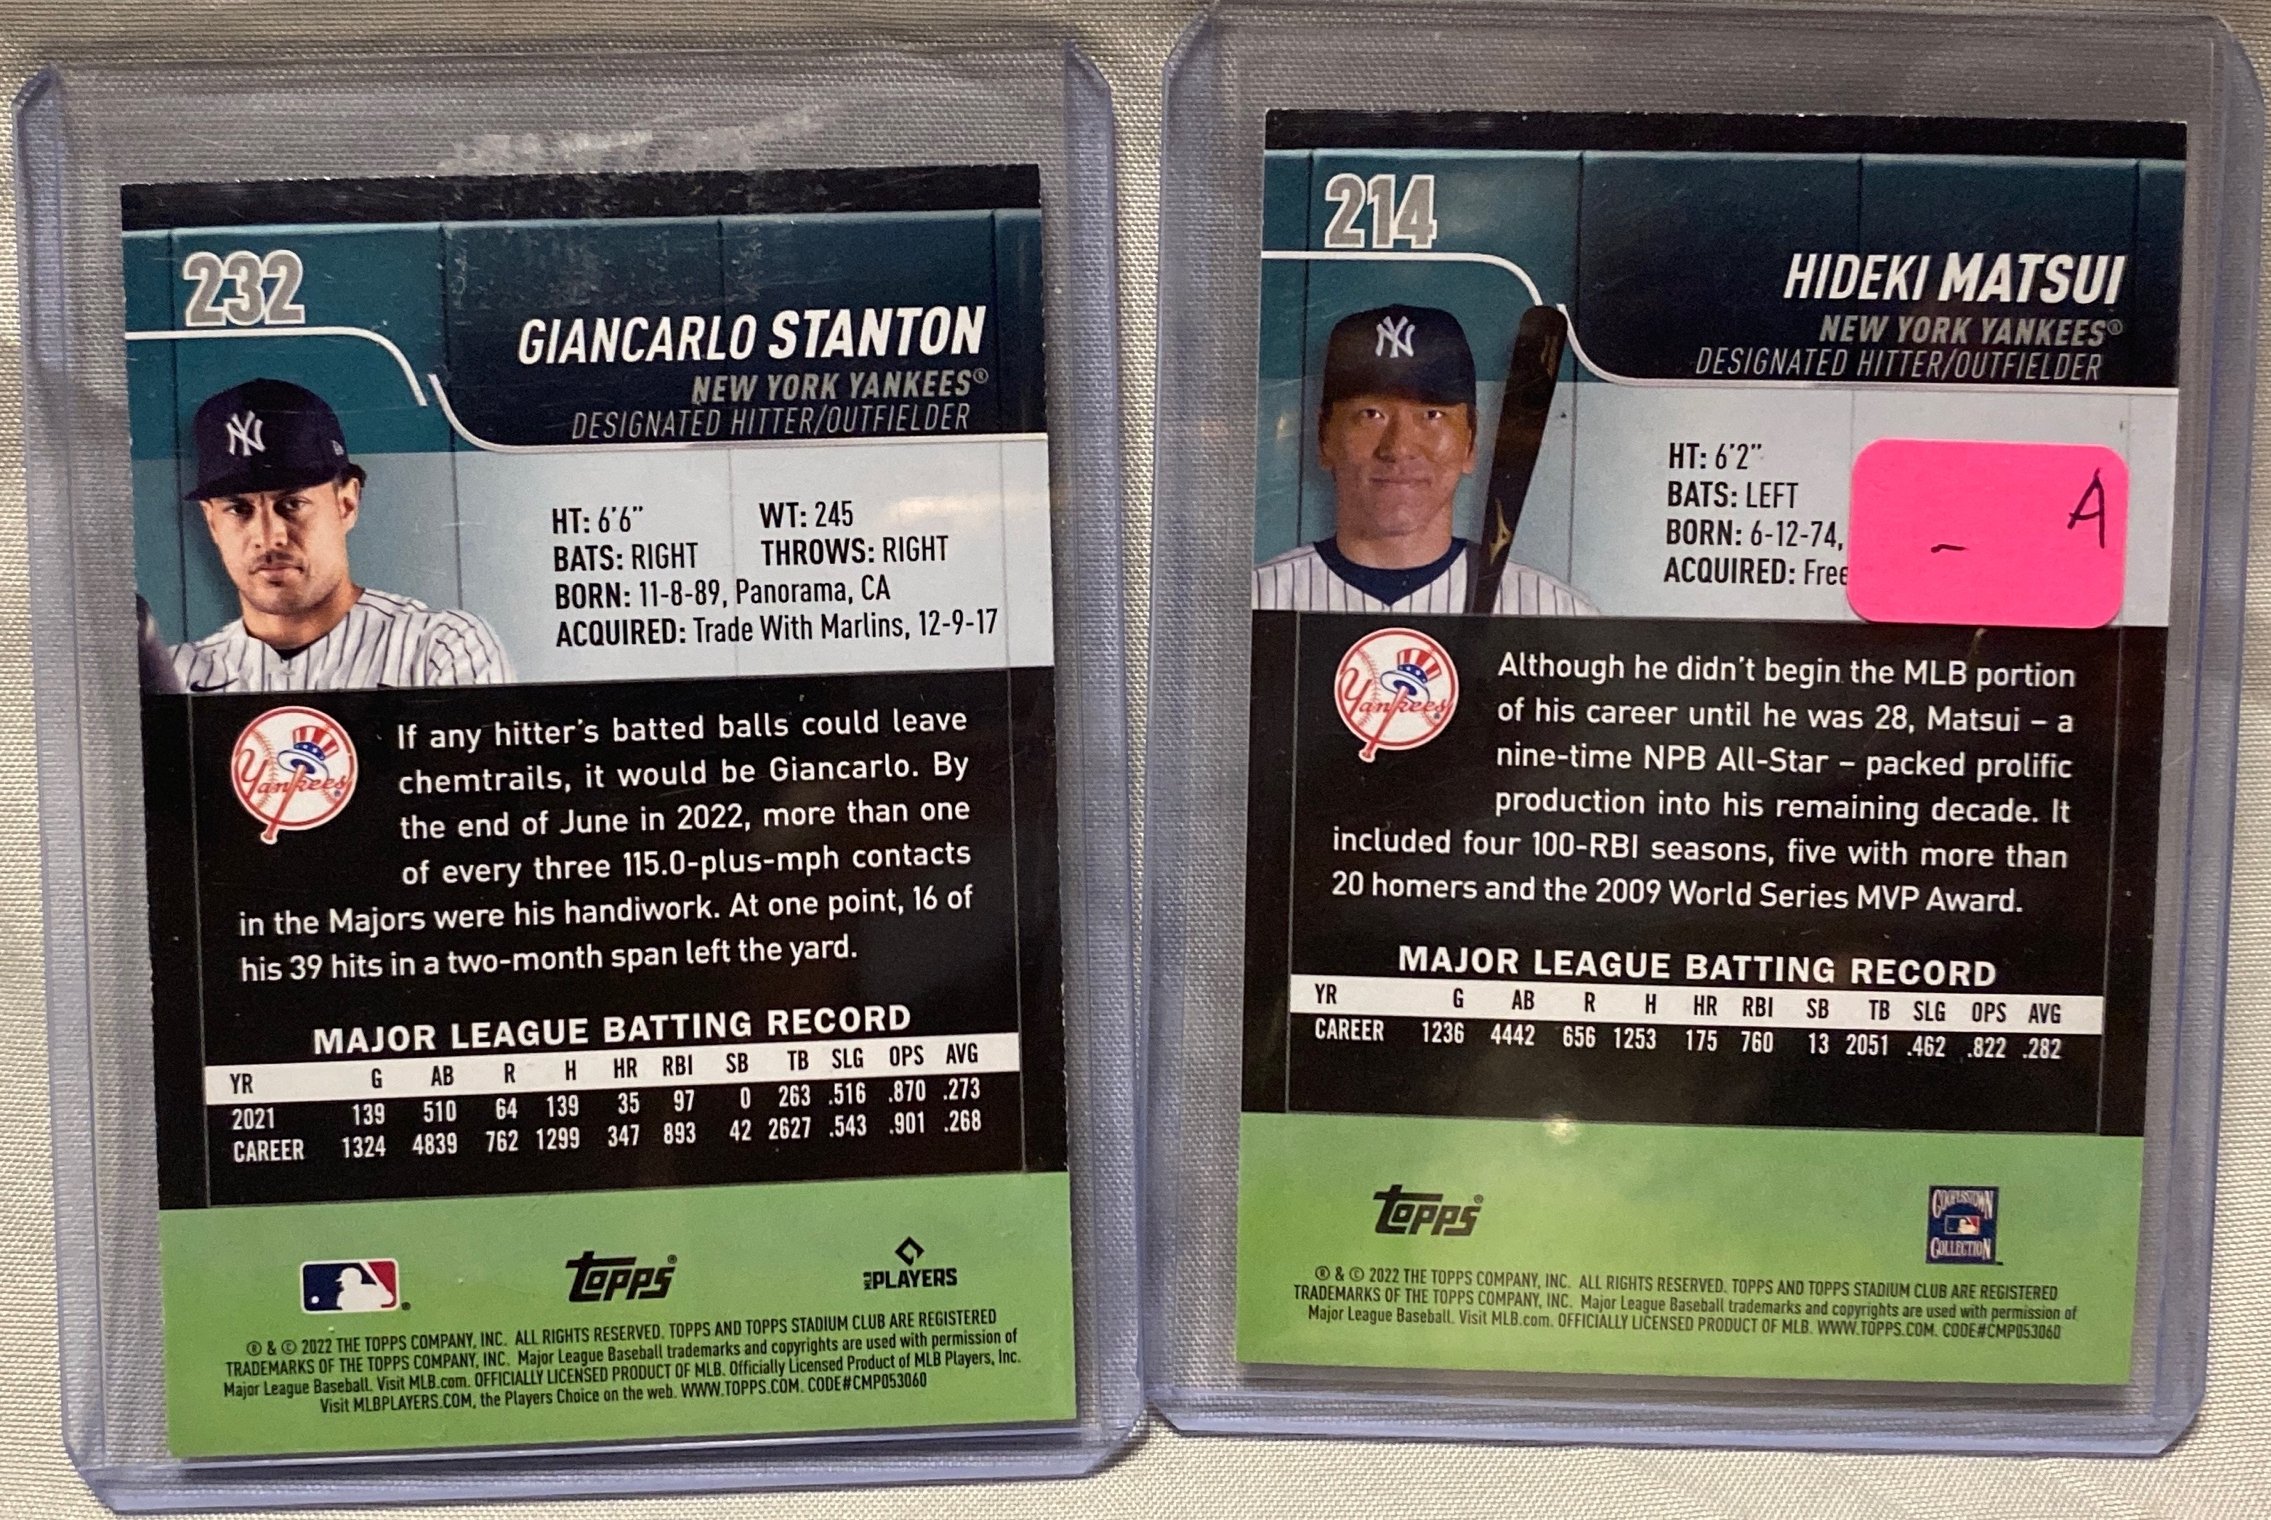 232
GIANCARLO STANTON
NEW YORK YANKEES®
DESIGNATED HITTER/OUTFIELDER
NY
HT: 6'6" WT: 245
BATS: RIGHT THROWS: RIGHT
BORN: 11-8-89, Panorama, CA
ACQUIRED: Trade With Marlins, 12-9-17
Yankees
If any hitter's batted balls could leave
chemtrails, it would be Giancarlo. By
the end of June in 2022, more than one
of every three 115.0-plus-mph contacts
in the Majors were his handiwork. At one point, 16 of
his 39 hits in a two-month span left the yard.
MAJOR LEAGUE BATTING RECORD
YR G AB R H HR RBI SB TB SLG OPS AVG
2021 139 510 64 139 35 97 0 263 .516 .870 .273
CAREER 1324 4839 762 1299 347 893 42 2627 .543 .901 .268
® topps® MLB PLAYERS
® & © 2022 THE TOPPS COMPANY, INC. ALL RIGHTS RESERVED. TOPPS AND TOPPS STADIUM CLUB ARE REGISTERED
TRADEMARKS OF THE TOPPS COMPANY, INC. Major League Baseball trademarks and copyrights are used with permission of
Major League Baseball. Visit MLB.com. OFFICIALLY LICENSED PRODUCT OF MLB. Officially Licensed Product of MLB Players, Inc.
Visit MLBPLAYERS.COM, the Players Choice on the web. WWW.TOPPS.COM. CODE#CMP053060
214
HIDEKI MATSUI
NEW YORK YANKEES®
DESIGNATED HITTER/OUTFIELDER
NY
HT: 6'2"
BATS: LEFT
BORN: 6-12-74,
ACQUIRED: Free
- A
Yankees
Although he didn't begin the MLB portion
of his career until he was 28, Matsui – a
nine-time NPB All-Star – packed prolific
production into his remaining decade. It
included four 100-RBI seasons, five with more than
20 homers and the 2009 World Series MVP Award.
MAJOR LEAGUE BATTING RECORD
YR G AB R H HR RBI SB TB SLG OPS AVG
CAREER 1236 4442 656 1253 175 760 13 2051 .462 .822 .282
topps® COOPERSTOWN
COLLECTION
® & © 2022 THE TOPPS COMPANY, INC. ALL RIGHTS RESERVED. TOPPS AND TOPPS STADIUM CLUB ARE REGISTERED
TRADEMARKS OF THE TOPPS COMPANY, INC. Major League Baseball trademarks and copyrights are used with permission of
Major League Baseball. Visit MLB.com. OFFICIALLY LICENSED PRODUCT OF MLB. WWW.TOPPS.COM. CODE#CMP053060